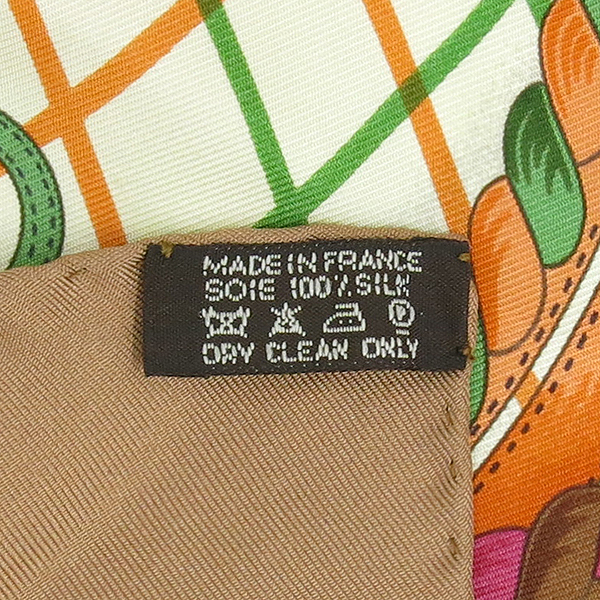 MADE IN FRANCE
SOIE 100% SILK
P
DRY CLEAN ONLY